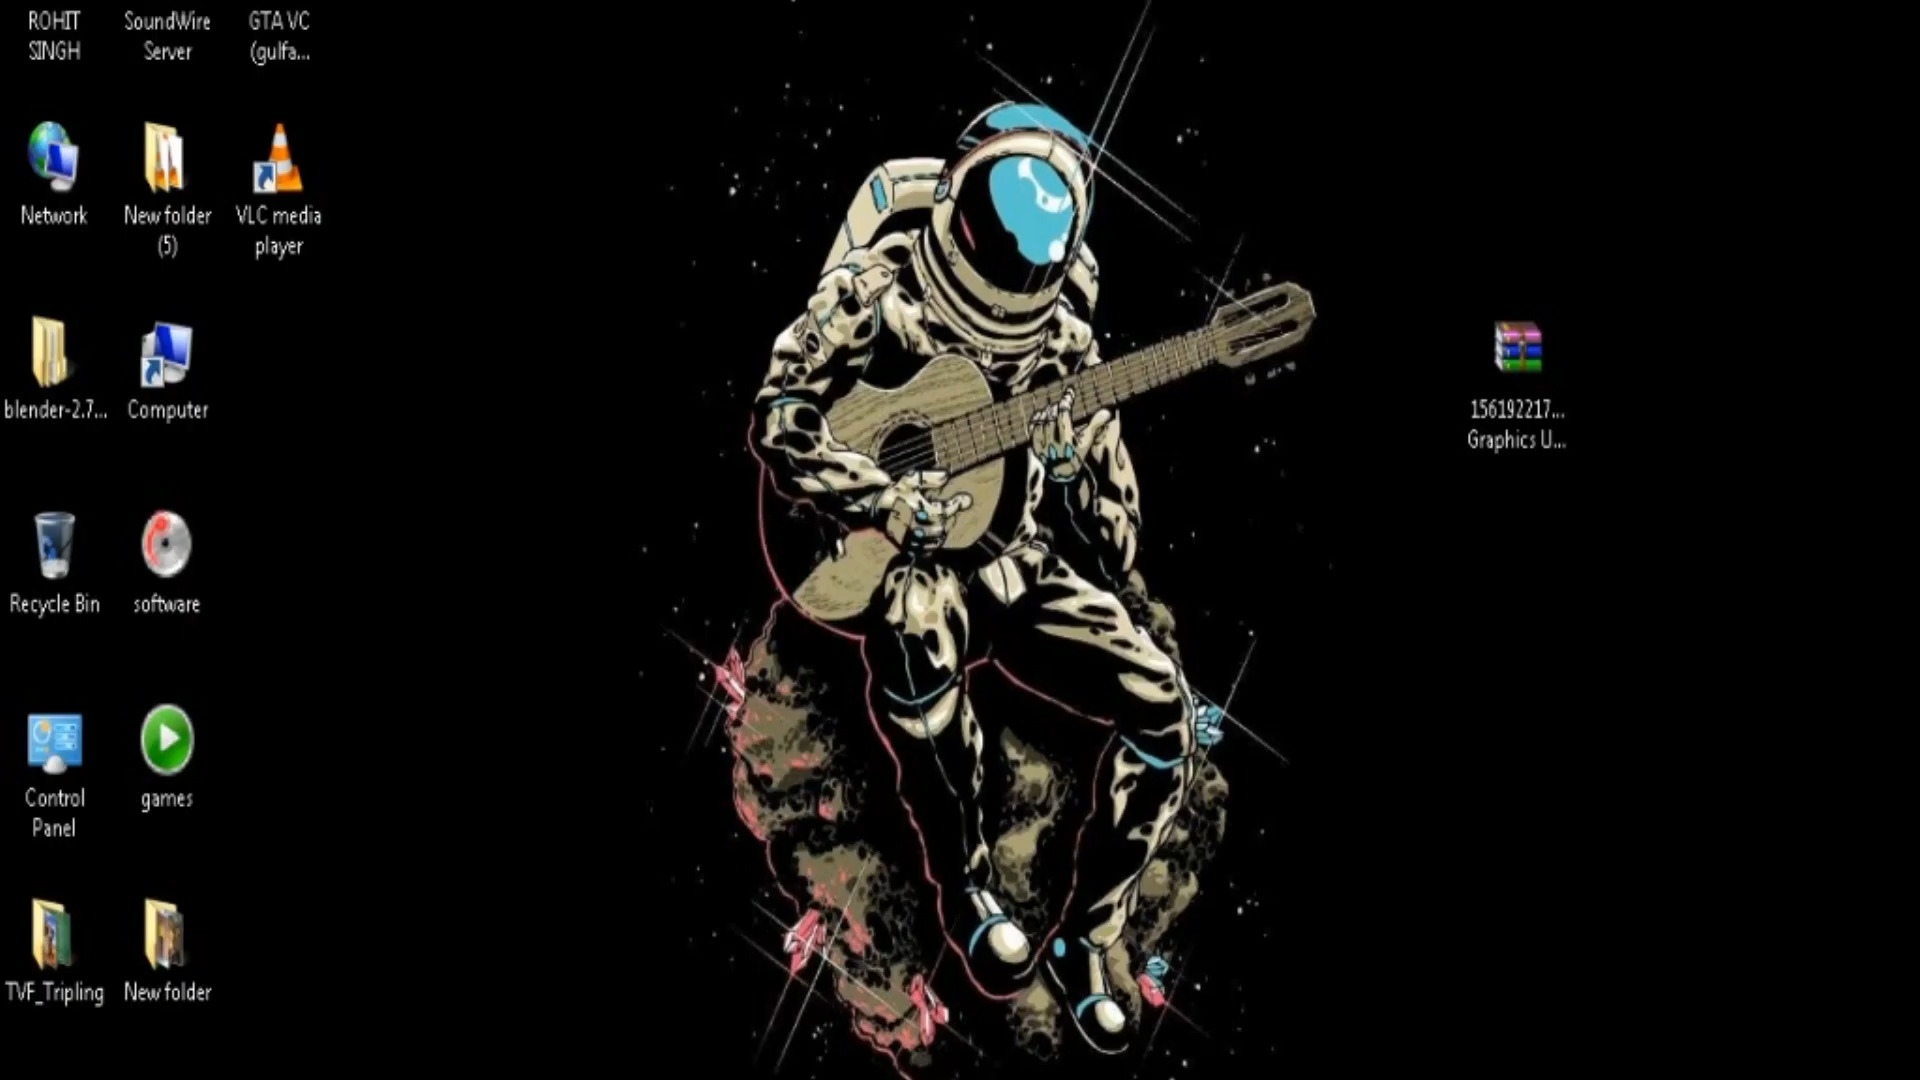 ROHIT
SINGH
SoundWire
Server
GTA VC
(gulfa...
Network
New folder
(5)
VLC media
player
blender-2.7...
Computer
156192217...
Graphics U...
Recycle Bin
software
Control
Panel
games
TVF_Tripling
New folder